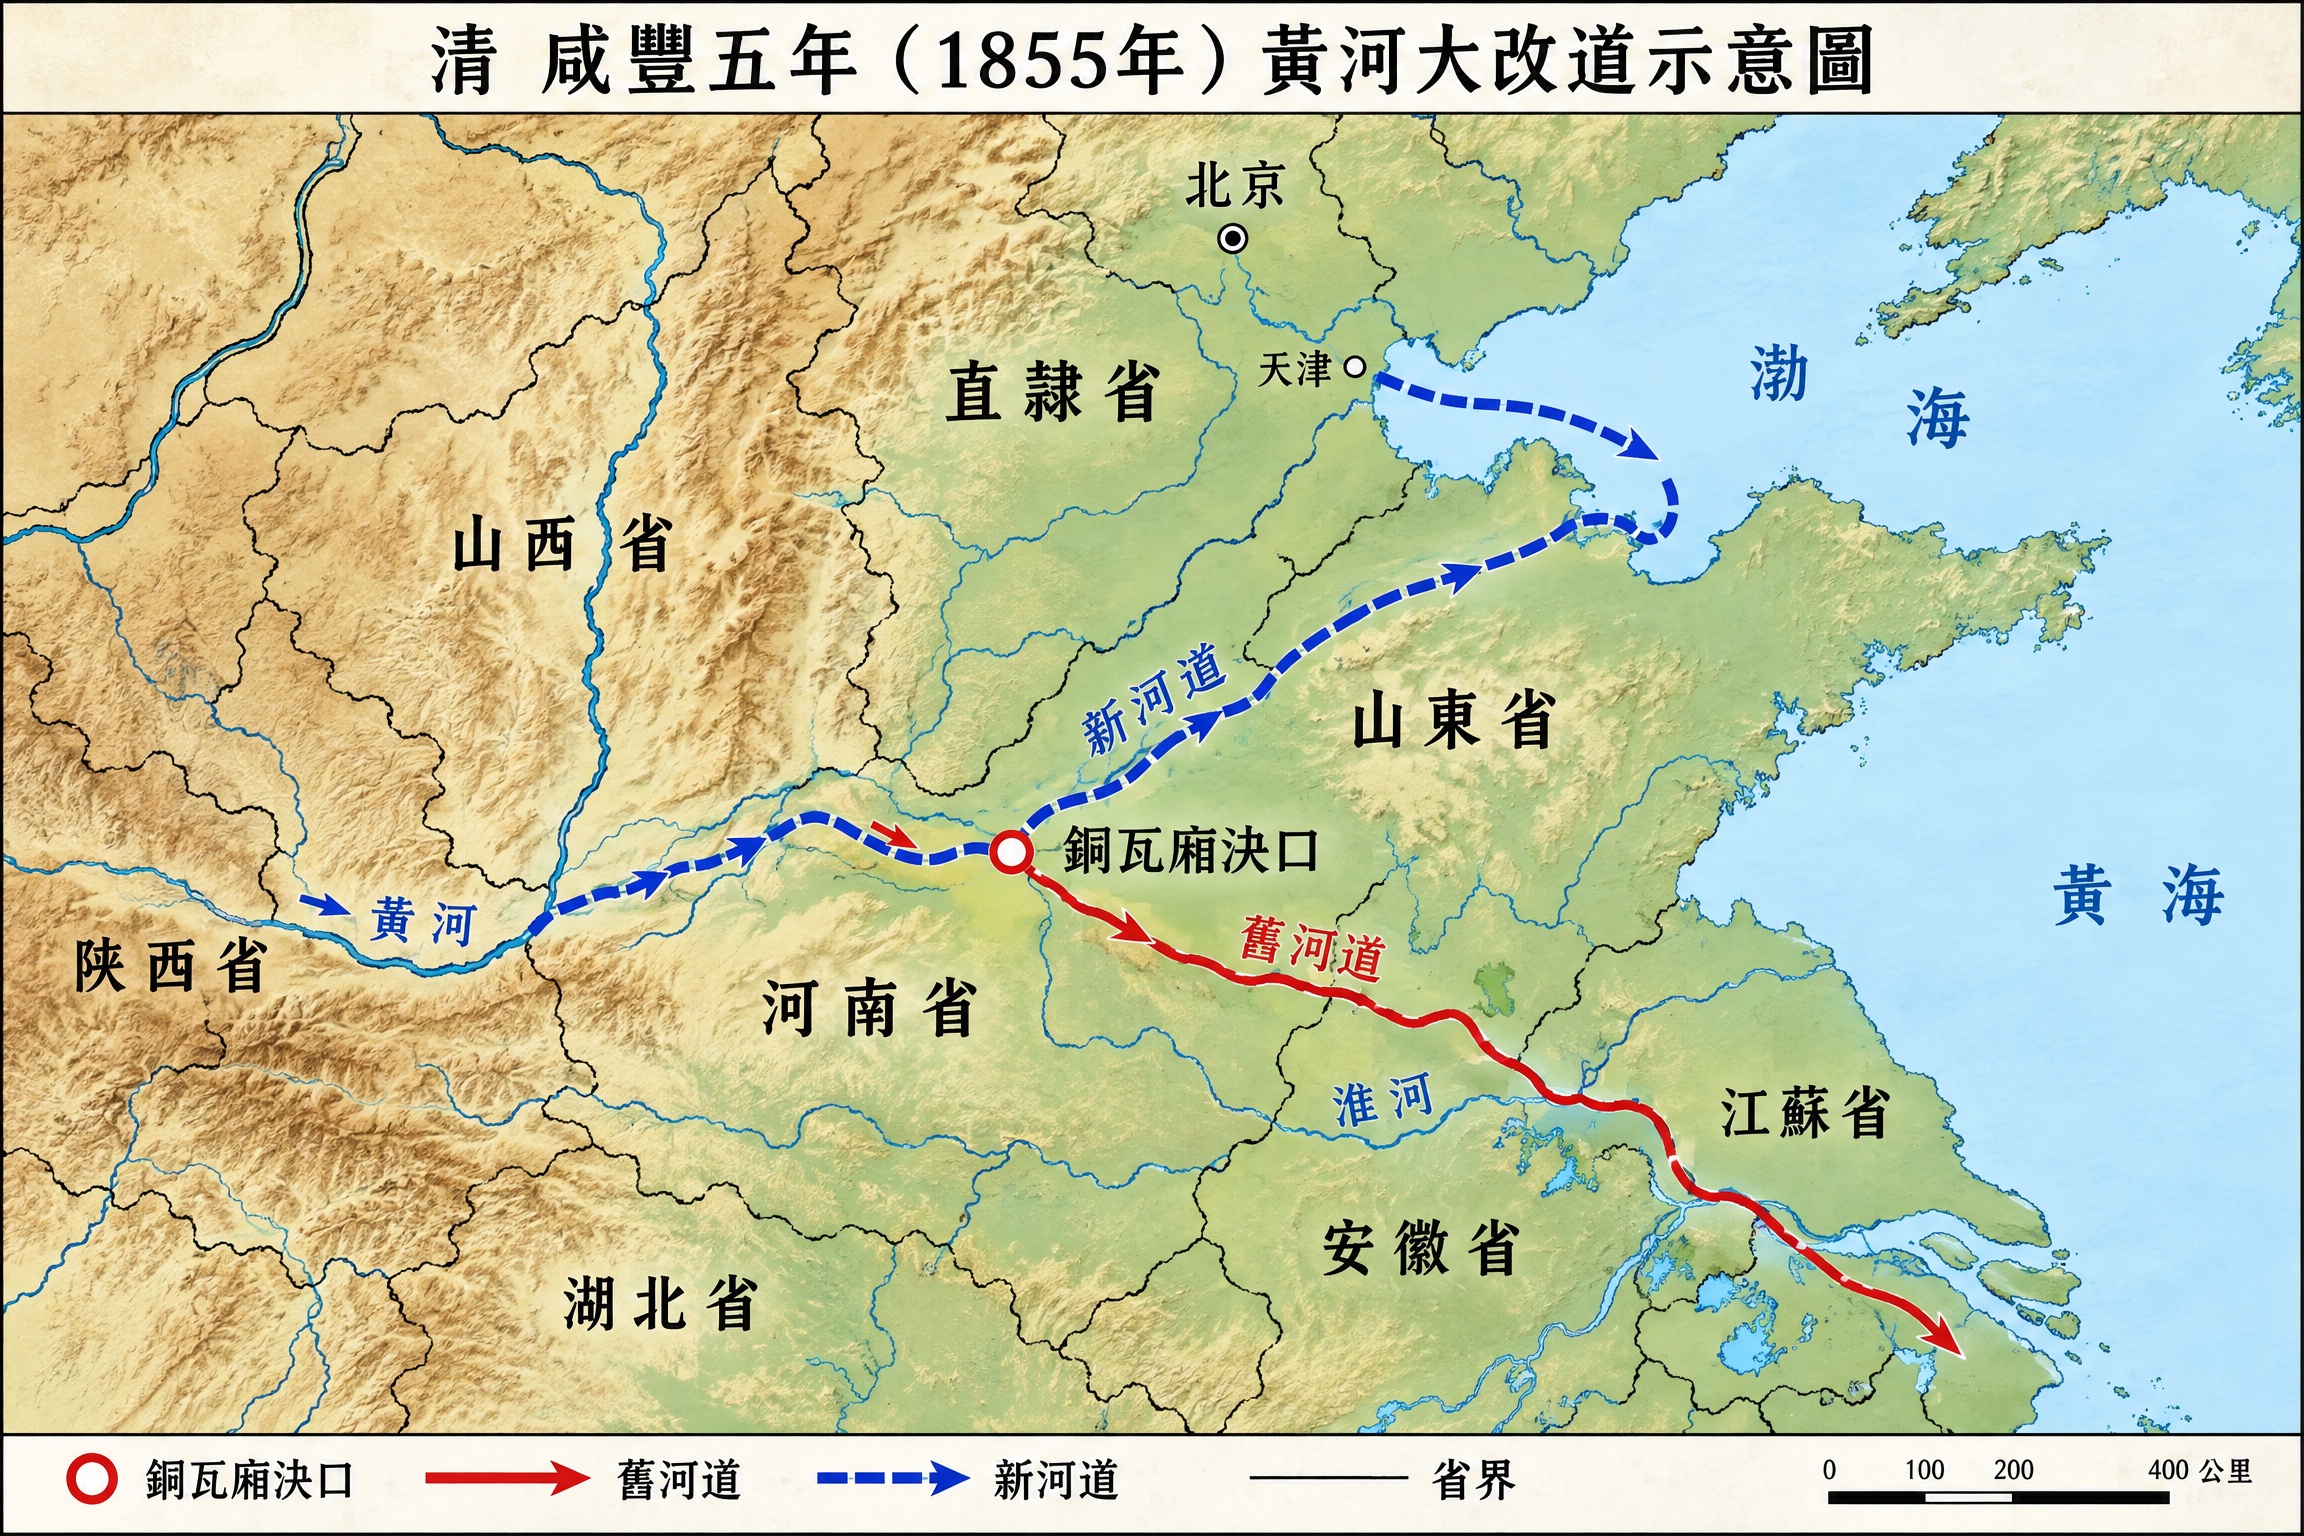 清 咸豐五年（1855年）黃河大改道示意圖
北京
天津
直隸省
渤海
山西省
新河道
山東省
銅瓦廂決口
黃河
陝西省
舊河道
黃海
河南省
淮河
江蘇省
安徽省
湖北省
銅瓦廂決口
舊河道
新河道
省界
0 100 200 400 公里